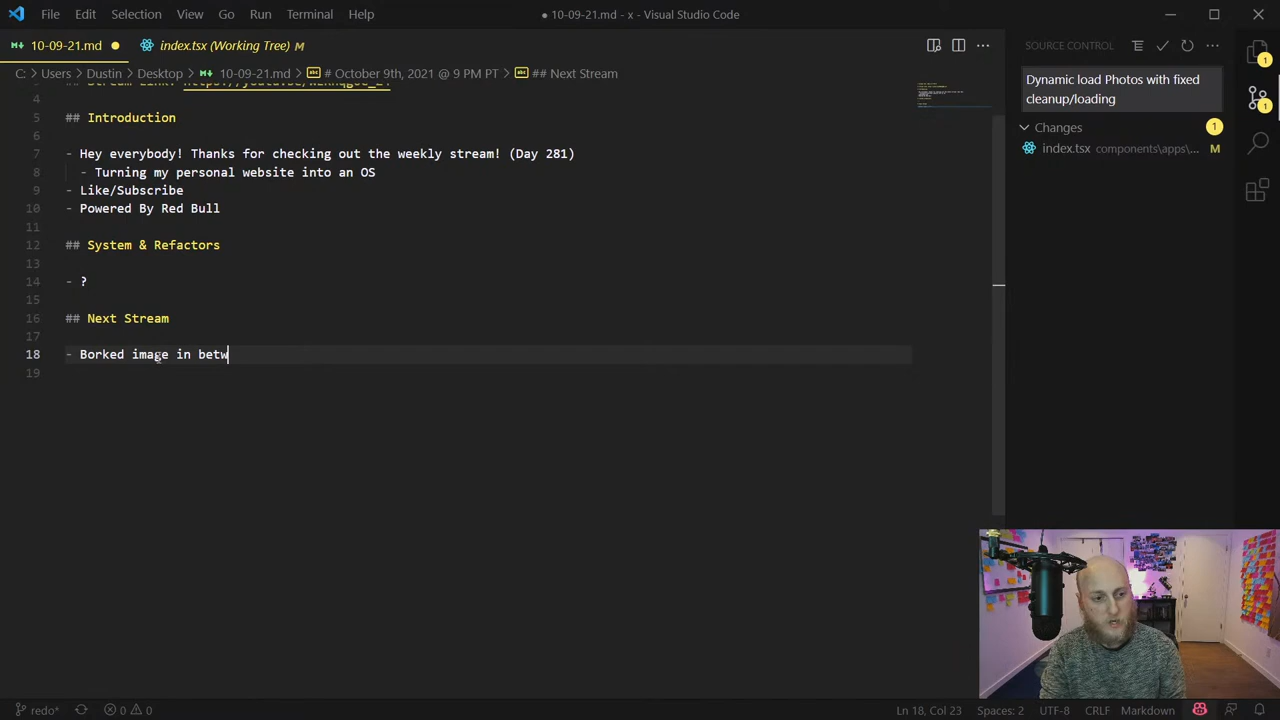 File Edit Selection View Go Run Terminal Help
● 10-09-21.md - x - Visual Studio Code
10-09-21.md ●
index.tsx (Working Tree) M
C: > Users > Dustin > Desktop > 10-09-21.md > # October 9th, 2021 @ 9 PM PT > ## Next Stream
4
5 ## Introduction
6
7 - Hey everybody! Thanks for checking out the weekly stream! (Day 281)
8 - Turning my personal website into an OS
9 - Like/Subscribe
10 - Powered By Red Bull
11
12 ## System & Refactors
13
14 - ?
15
16 ## Next Stream
17
18 - Borked image in betw
19
SOURCE CONTROL
Dynamic load Photos with fixed
cleanup/loading
Changes 1
index.tsx components\apps\... M
1
1
redo* 0 0
Ln 18, Col 23 Spaces: 2 UTF-8 CRLF Markdown